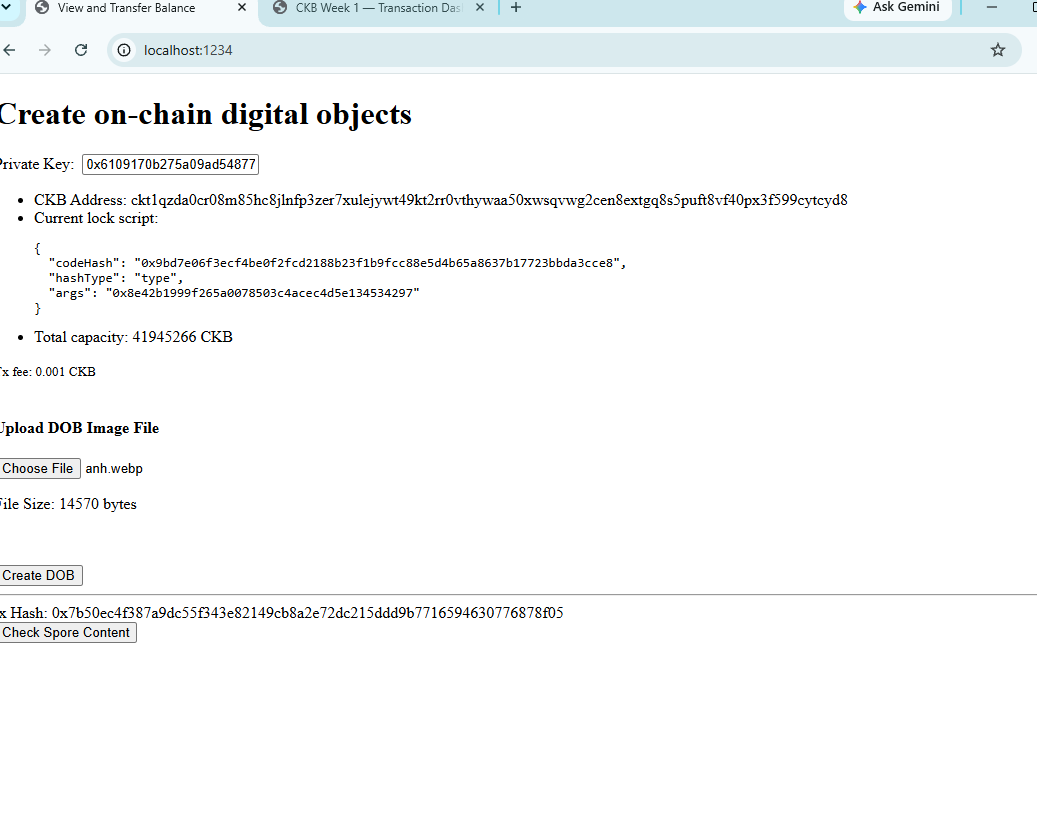 View and Transfer Balance
CKB Week 1 — Transaction Das
Ask Gemini
localhost:1234
Create on-chain digital objects
Private Key: 0x6109170b275a09ad54877
CKB Address: ckt1qzda0cr08m85hc8jlnfp3zer7xulejywt49kt2rr0vthywaa50xwsqvwg2cen8extgq8s5puft8vf40px3f599cytcyd8
Current lock script:
{
"codeHash": "0x9bd7e06f3ecf4be0f2fcd2188b23f1b9fcc88e5d4b65a8637b17723bbda3cce8",
"hashType": "type",
"args": "0x8e42b1999f265a0078503c4acec4d5e134534297"
}
Total capacity: 41945266 CKB
Tx fee: 0.001 CKB
Upload DOB Image File
Choose File anh.webp
File Size: 14570 bytes
Create DOB
x Hash: 0x7b50ec4f387a9dc55f343e82149cb8a2e72dc215ddd9b7716594630776878f05
Check Spore Content